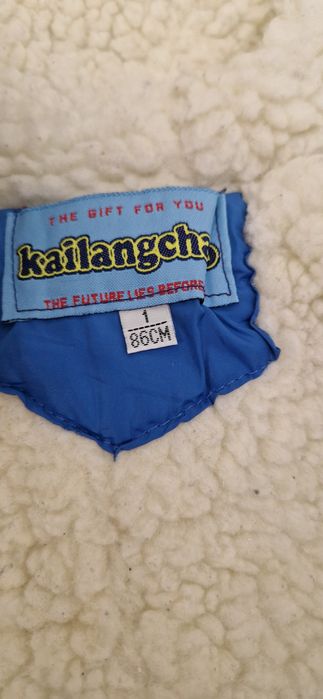 THE GIFT FOR YOU
kailangcha
THE FUTURE LIES BEFORE
1
86CM